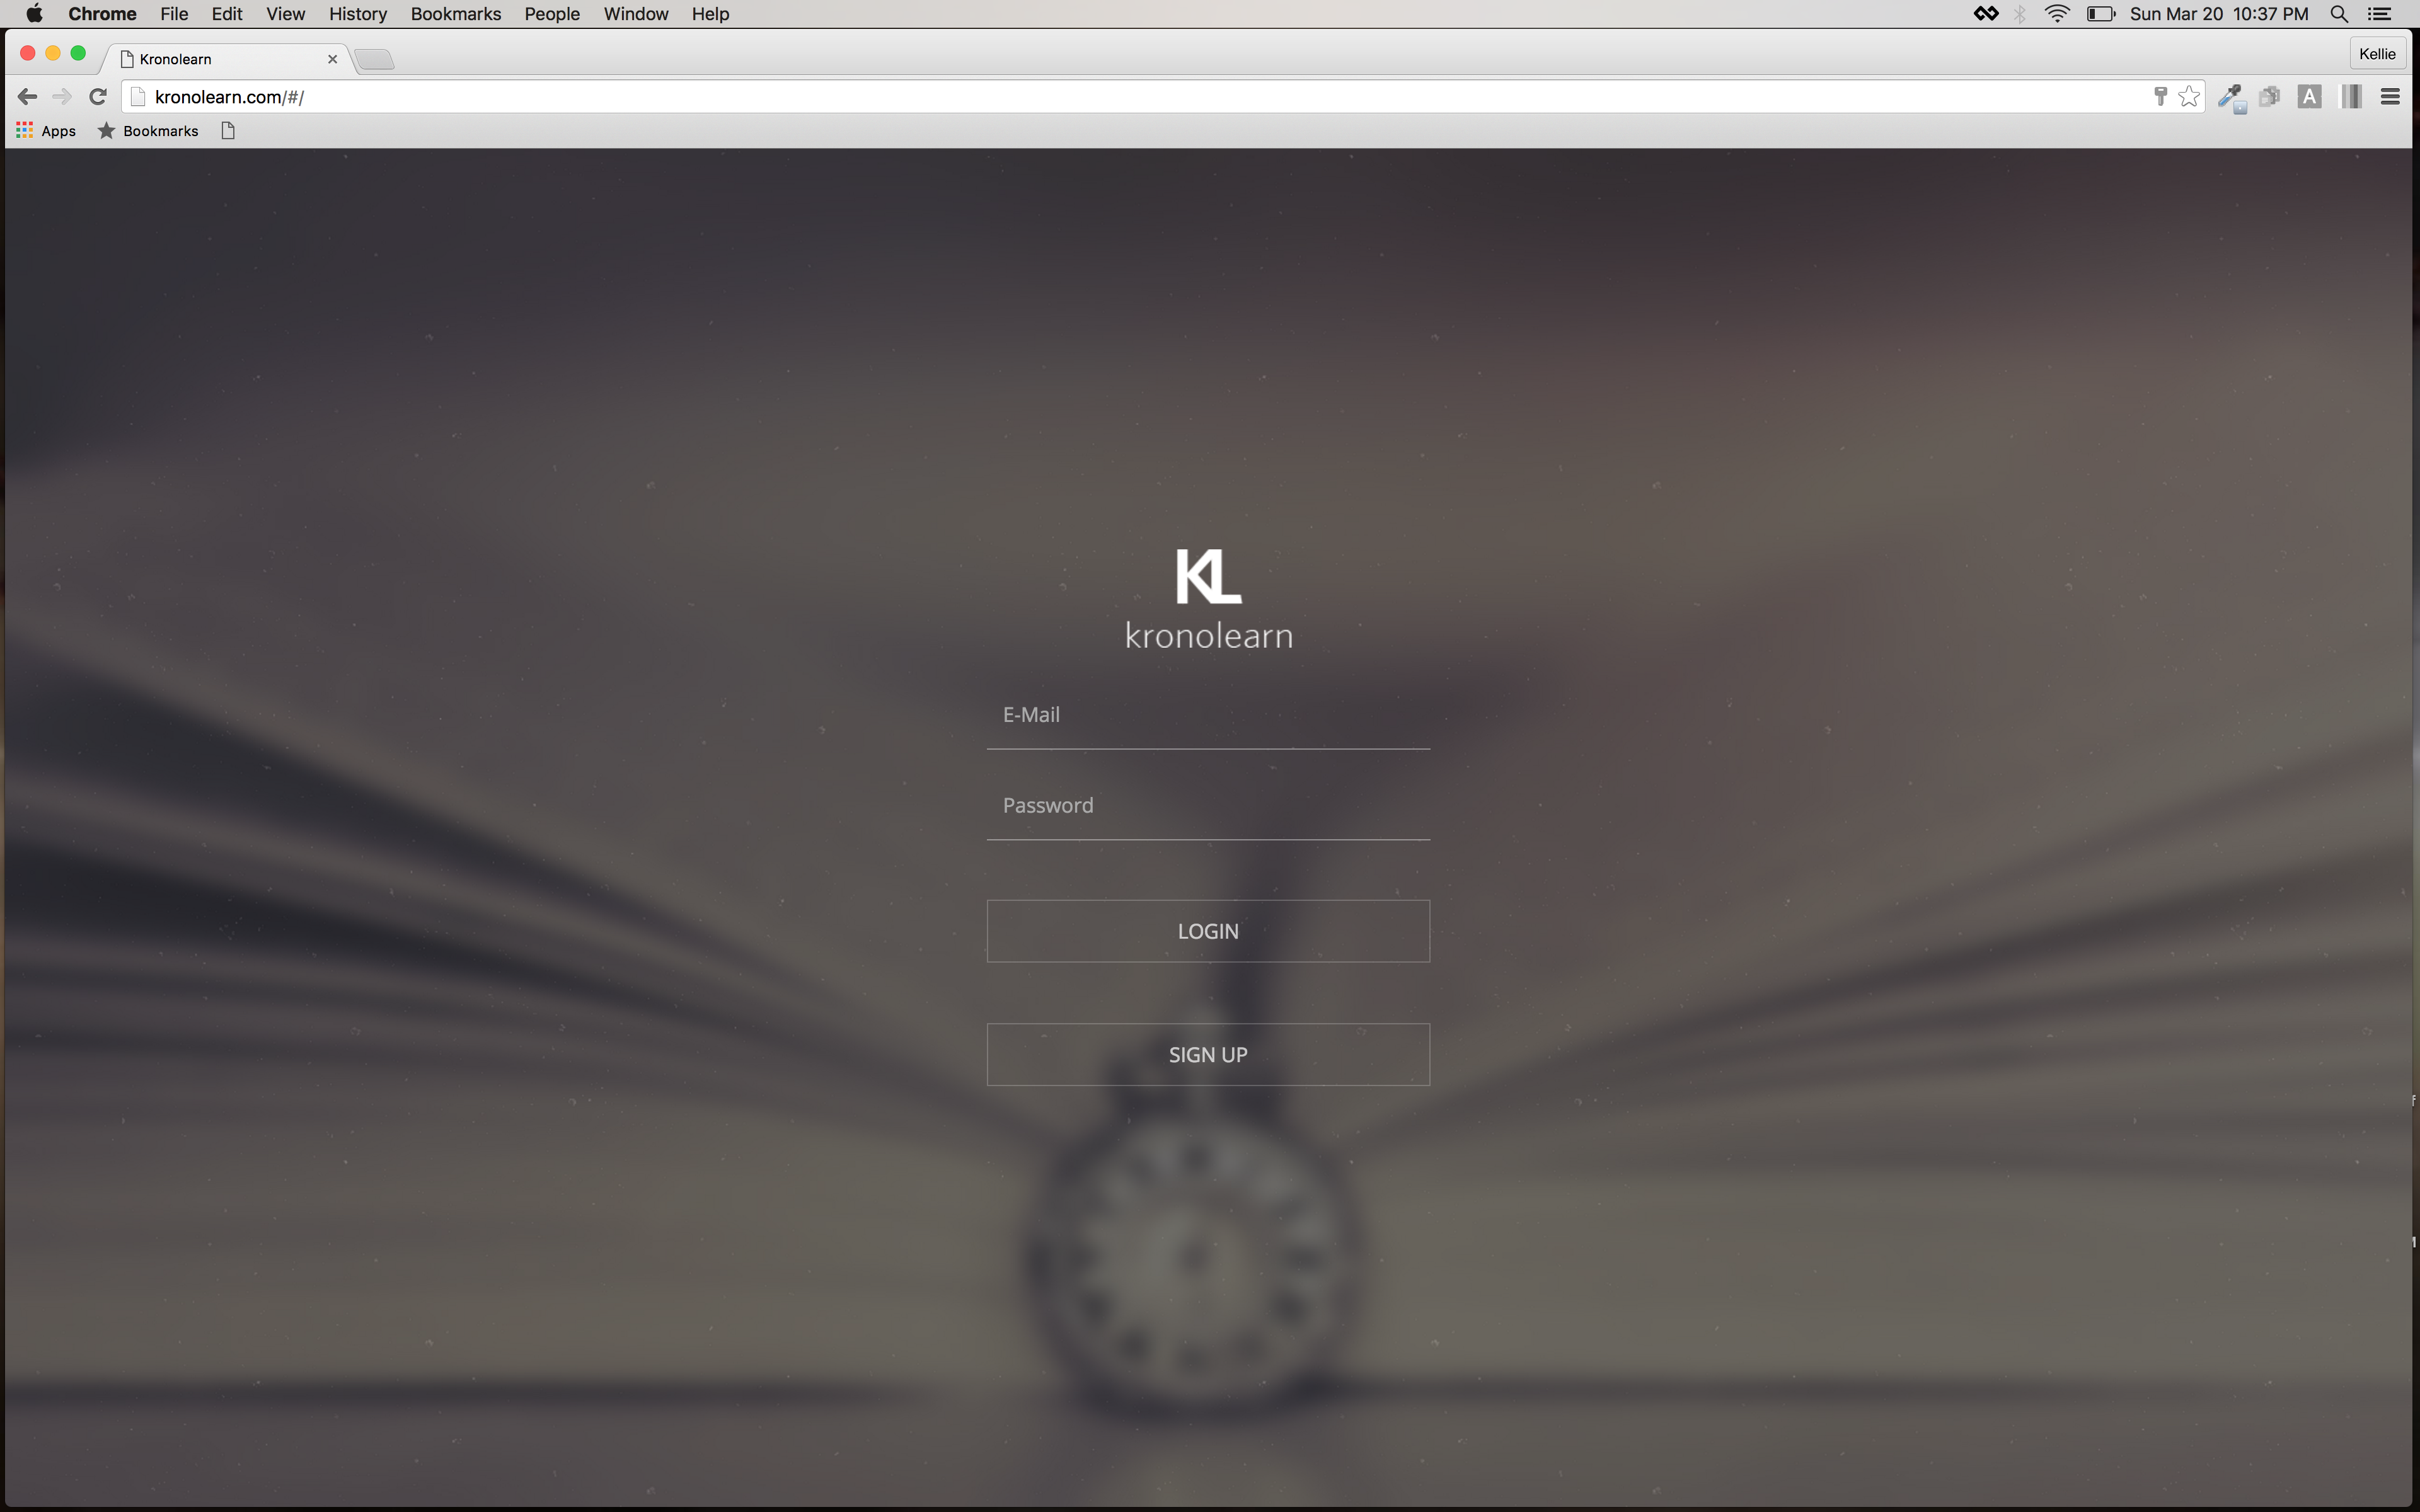 Chrome File Edit View History Bookmarks People Window Help Sun Mar 20 10:37 PM
Kronolearn Kellie
kronolearn.com/#/ A
Apps Bookmarks
KL
kronolearn
E-Mail
Password
LOGIN
SIGN UP